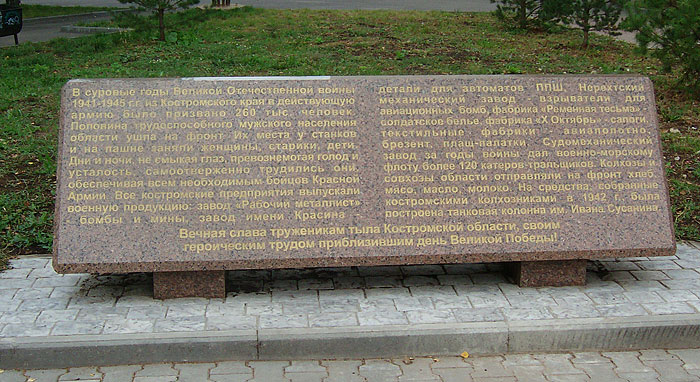 В суровые годы Великой Отечественной войны
1941-1945 г.г. из Костромского края в действующую
армию было призвано 260 тыс. человек.
Половина трудоспособного мужского населения
области ушла на фронт. Их места у станков
и на пашне заняли женщины, старики, дети.
Дни и ночи, не смыкая глаз, превозмогая голод и
усталость, самоотверженно трудились они,
обеспечивая всем необходимым бойцов Красной
Армии. Все костромские предприятия выпускали
военную продукцию: завод «Рабочий металлист»
- бомбы и мины, завод имени Красина -
детали для автоматов ППШ, Нерехтский
механический завод - взрыватели для
авиационных бомб, фабрика «Ременная тесьма» -
солдатское бельё, фабрика «X Октябрь» - сапоги,
текстильные фабрики - авиаполотно,
брезент, плащ-палатки. Судомеханический
завод за годы войны дал военно-морскому
флоту более 120 катеров-тральщиков. Колхозы и
совхозы области отправляли на фронт хлеб,
мясо, масло, молоко. На средства, собранные
костромскими колхозниками в 1942 г. была
построена танковая колонна им. Ивана Сусанина.
Вечная слава труженикам тыла Костромской области, своим
героическим трудом приблизившим день Великой Победы!